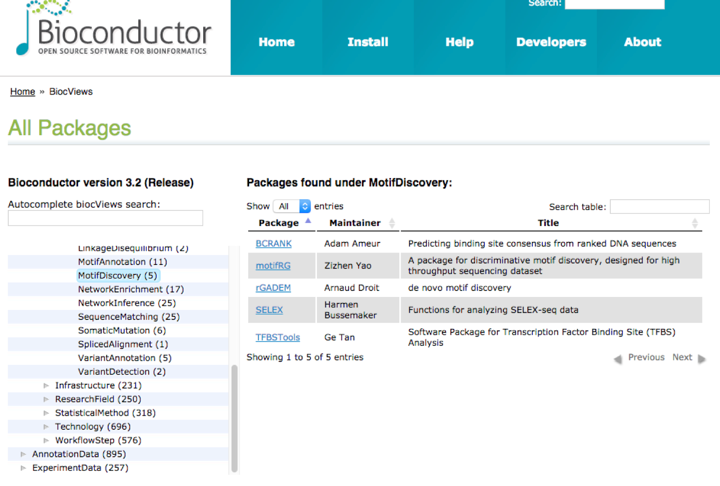 Search:
Bioconductor
OPEN SOURCE SOFTWARE FOR BIOINFORMATICS
Home Install Help Developers About
Home » BiocViews
All Packages
Bioconductor version 3.2 (Release)
Autocomplete biocViews search:
LinkageDisequilibrium (2)
MotifAnnotation (11)
MotifDiscovery (5)
NetworkEnrichment (17)
NetworkInference (25)
SequenceMatching (25)
SomaticMutation (6)
SplicedAlignment (1)
VariantAnnotation (5)
VariantDetection (2)
Infrastructure (231)
ResearchField (250)
StatisticalMethod (318)
Technology (696)
WorkflowStep (576)
AnnotationData (895)
ExperimentData (257)
Packages found under MotifDiscovery:
Show All entries
Search table:
Package Maintainer Title
BCRANK Adam Ameur Predicting binding site consensus from ranked DNA sequences
motifRG Zizhen Yao A package for discriminative motif discovery, designed for high
throughput sequencing dataset
rGADEM Arnaud Droit de novo motif discovery
SELEX Harmen Bussemaker Functions for analyzing SELEX-seq data
TFBSTools Ge Tan Software Package for Transcription Factor Binding Site (TFBS)
Analysis
Showing 1 to 5 of 5 entries
Previous Next